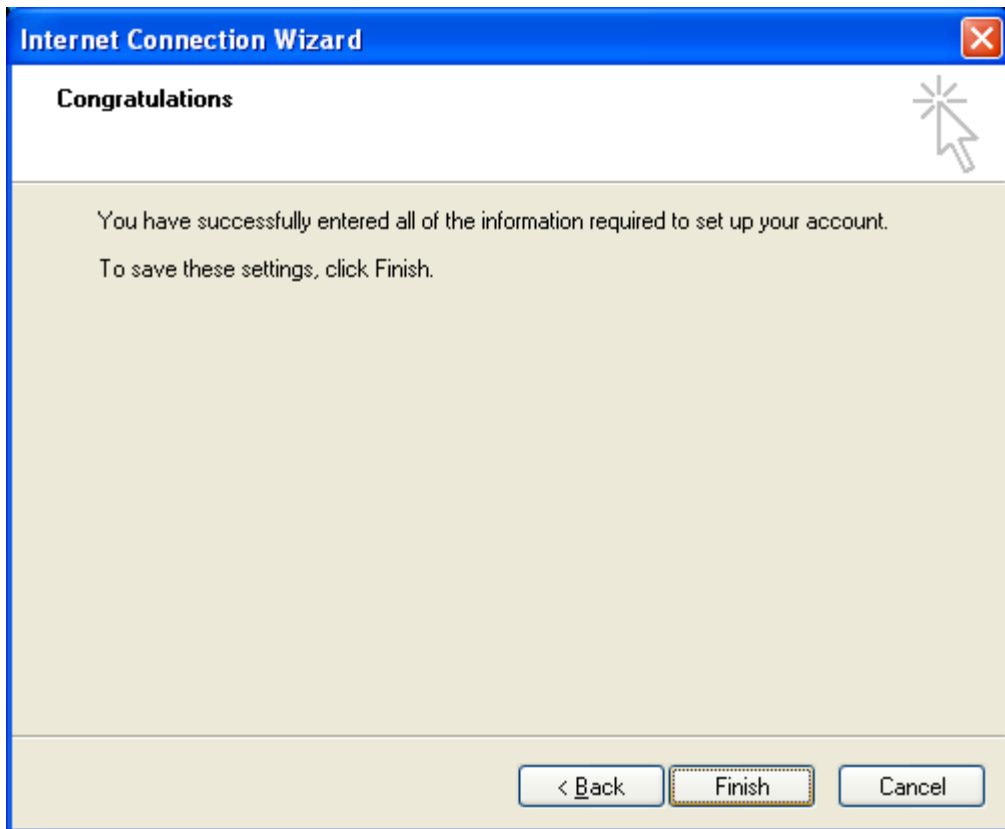 Internet Connection Wizard
Congratulations
You have successfully entered all of the information required to set up your account.
To save these settings, click Finish.
< Back
Finish
Cancel